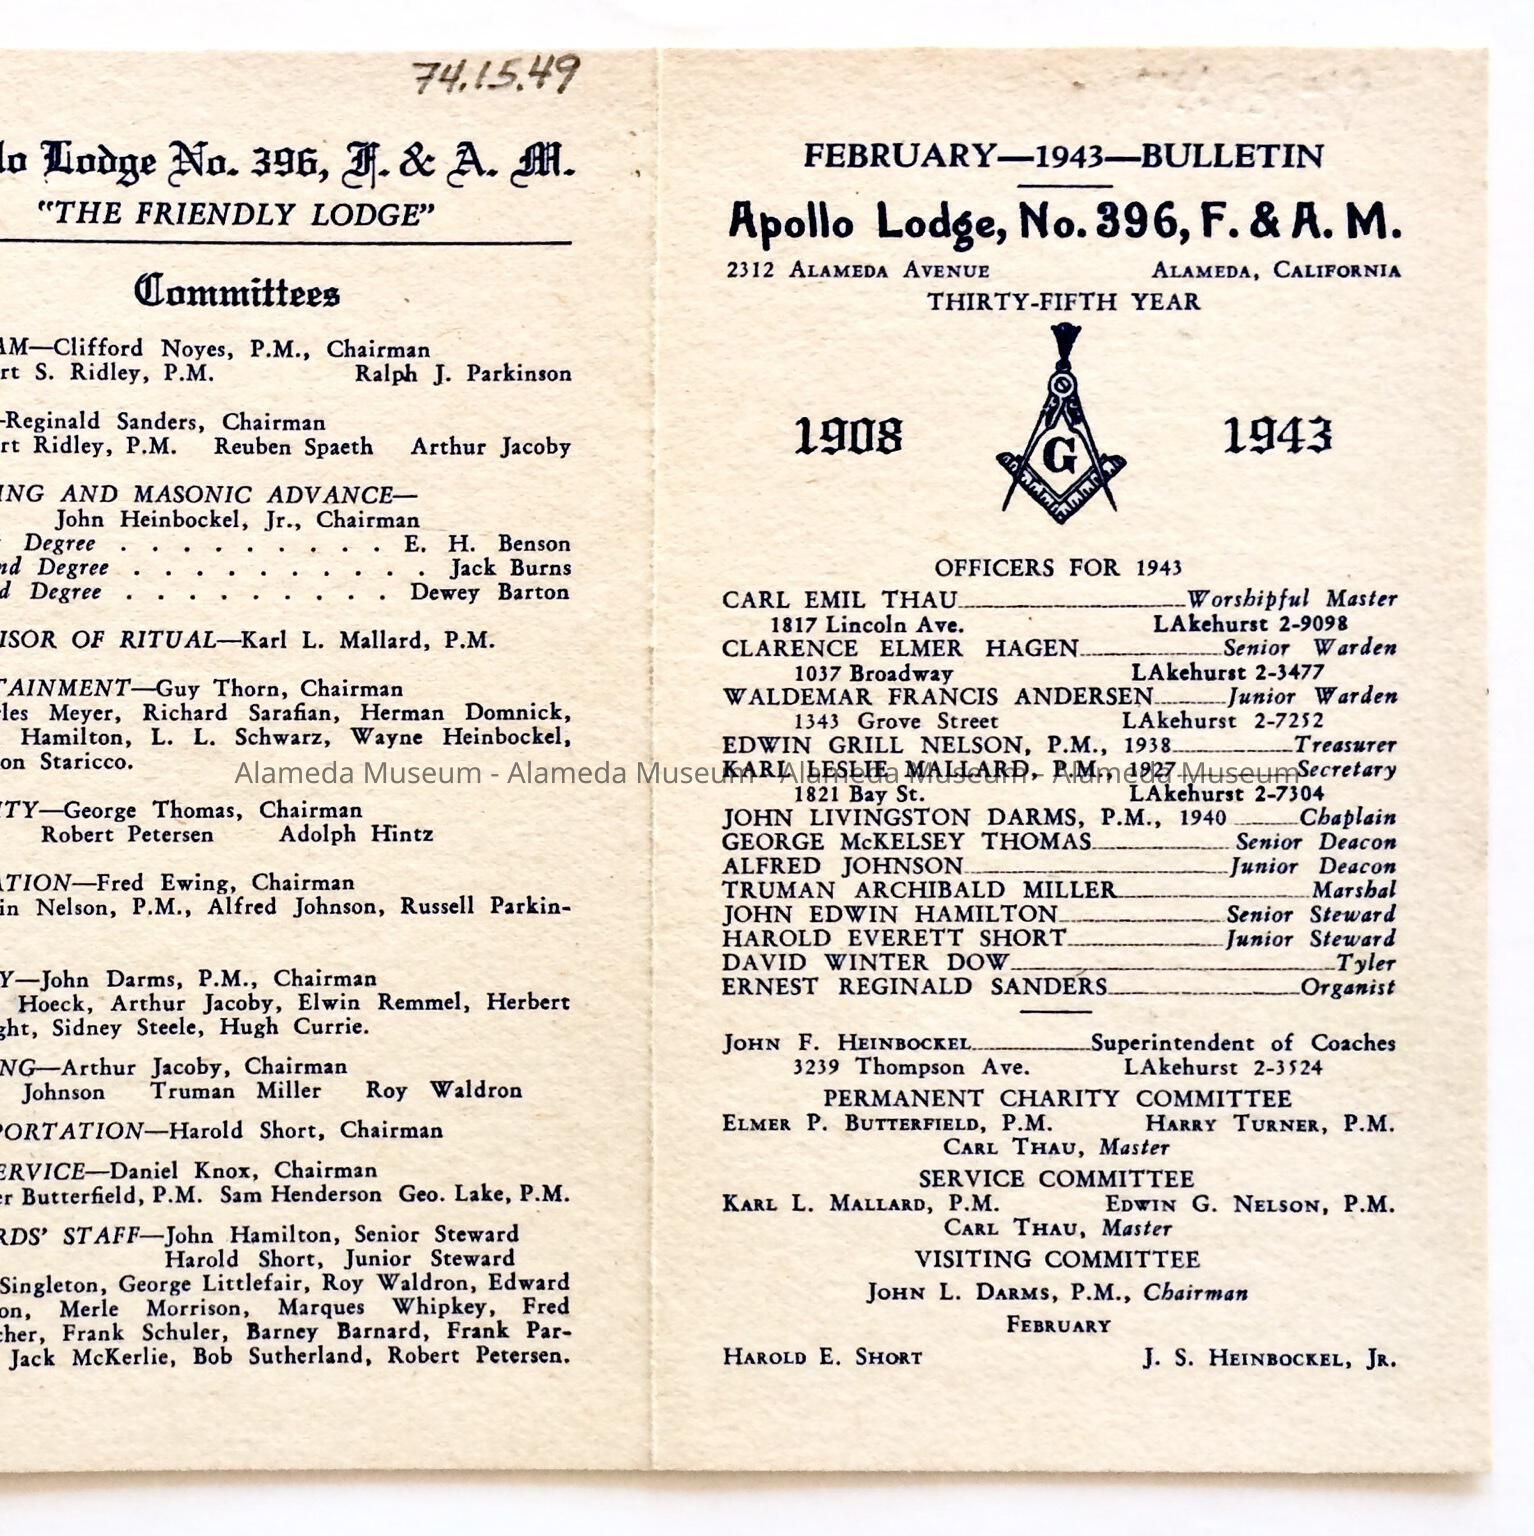 74.15.49
lo Lodge No. 396, F. & A. M.
"THE FRIENDLY LODGE"
Committees
AM—Clifford Noyes, P.M., Chairman
rt S. Ridley, P.M. Ralph J. Parkinson
—Reginald Sanders, Chairman
rt Ridley, P.M. Reuben Spaeth Arthur Jacoby
ING AND MASONIC ADVANCE—
John Heinbockel, Jr., Chairman
Degree . . . . . . . . . . E. H. Benson
nd Degree . . . . . . . . . . . Jack Burns
d Degree . . . . . . . . . . Dewey Barton
ISOR OF RITUAL—Karl L. Mallard, P.M.
TAINMENT—Guy Thorn, Chairman
les Meyer, Richard Sarafian, Herman Domnick,
Hamilton, L. L. Schwarz, Wayne Heinbockel,
on Staricco.
ITY—George Thomas, Chairman
Robert Petersen Adolph Hintz
ATION—Fred Ewing, Chairman
in Nelson, P.M., Alfred Johnson, Russell Parkin-
Y—John Darms, P.M., Chairman
Hoeck, Arthur Jacoby, Elwin Remmel, Herbert
ght, Sidney Steele, Hugh Currie.
NG—Arthur Jacoby, Chairman
Johnson Truman Miller Roy Waldron
PORTATION—Harold Short, Chairman
ERVICE—Daniel Knox, Chairman
er Butterfield, P.M. Sam Henderson Geo. Lake, P.M.
RDS' STAFF—John Hamilton, Senior Steward
Harold Short, Junior Steward
Singleton, George Littlefair, Roy Waldron, Edward
on, Merle Morrison, Marques Whipkey, Fred
cher, Frank Schuler, Barney Barnard, Frank Par-
Jack McKerlie, Bob Sutherland, Robert Petersen.
FEBRUARY—1943—BULLETIN
Apollo Lodge, No. 396, F. & A. M.
2312 ALAMEDA AVENUE ALAMEDA, CALIFORNIA
THIRTY-FIFTH YEAR
1908 G 1943
OFFICERS FOR 1943
CARL EMIL THAU Worshipful Master
1817 Lincoln Ave. LAkehurst 2-9098
CLARENCE ELMER HAGEN Senior Warden
1037 Broadway LAkehurst 2-3477
WALDEMAR FRANCIS ANDERSEN Junior Warden
1343 Grove Street LAkehurst 2-7252
EDWIN GRILL NELSON, P.M., 1938 Treasurer
KARL LESLIE MALLARD, P.M., 1927 Secretary
1821 Bay St. LAkehurst 2-7304
JOHN LIVINGSTON DARMS, P.M., 1940 Chaplain
GEORGE McKELSEY THOMAS Senior Deacon
ALFRED JOHNSON Junior Deacon
TRUMAN ARCHIBALD MILLER Marshal
JOHN EDWIN HAMILTON Senior Steward
HAROLD EVERETT SHORT Junior Steward
DAVID WINTER DOW Tyler
ERNEST REGINALD SANDERS Organist
JOHN F. HEINBOCKEL Superintendent of Coaches
3239 Thompson Ave. LAkehurst 2-3524
PERMANENT CHARITY COMMITTEE
ELMER P. BUTTERFIELD, P.M. HARRY TURNER, P.M.
CARL THAU, Master
SERVICE COMMITTEE
KARL L. MALLARD, P.M. EDWIN G. NELSON, P.M.
CARL THAU, Master
VISITING COMMITTEE
JOHN L. DARMS, P.M., Chairman
FEBRUARY
HAROLD E. SHORT J. S. HEINBOCKEL, JR.
Alameda Museum - Alameda Museum - Alameda Museum - Alameda Museum